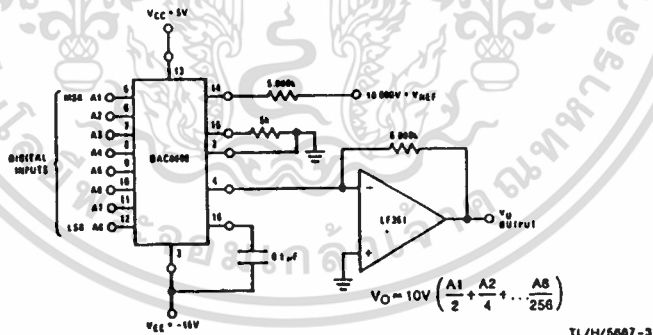 VCC = 5V
13
MSB A1 5
A2 6
A3 7
A4 8
A5 9
A6 10
A7 11
LSB A8 12
DIGITAL INPUTS
14
5.000k
10.000V = VREF
15
5k
2
4
5.000k
16
0.1 μF
3
VEE = -15V
LF351
VO OUTPUT
VO = 10V (A1/2 + A2/4 + ... A8/256)
TL/H/5687-3